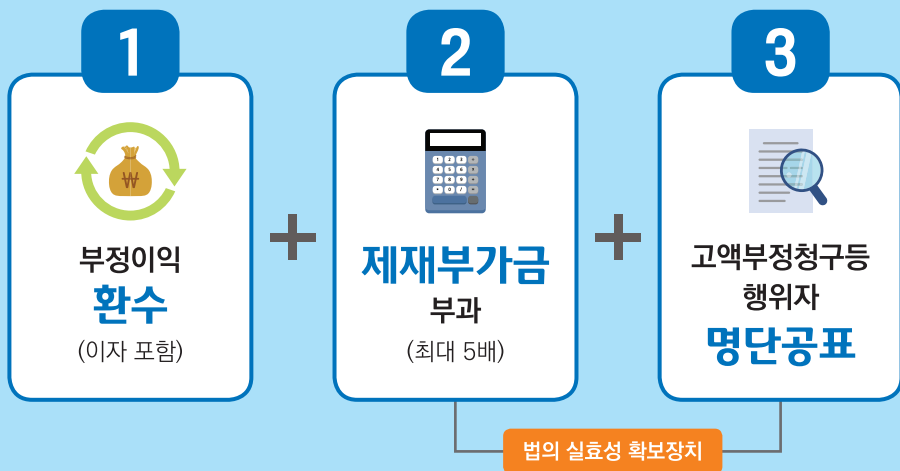 1
부정이익
환수
(이자 포함)
2
제재부가금
부과
(최대 5배)
3
고액부정청구등
행위자
명단공표
법의 실효성 확보장치